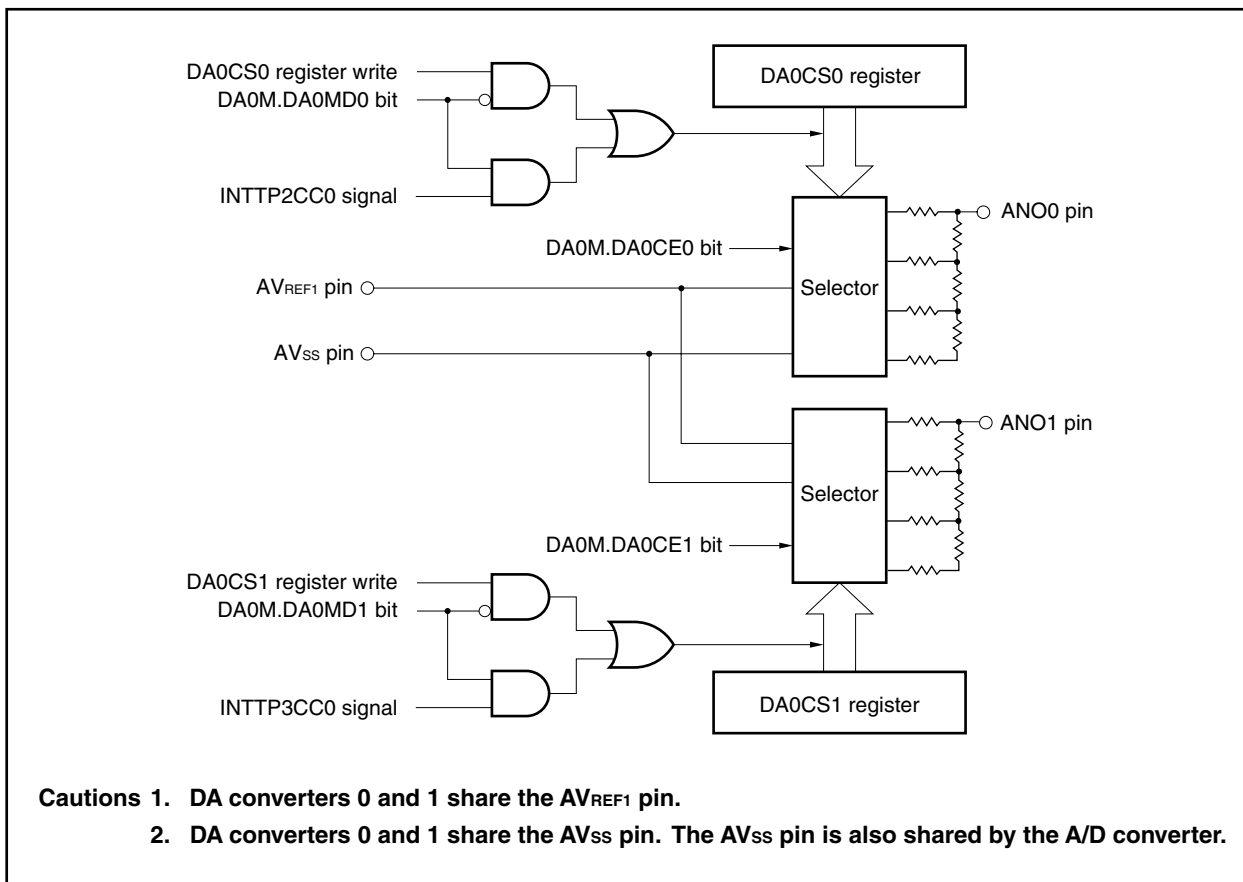 DA0CS0 register write
DA0M.DA0MD0 bit
INTTP2CC0 signal
DA0CS0 register
DA0M.DA0CE0 bit
Selector
ANO0 pin
AVREF1 pin
AVSS pin
Selector
ANO1 pin
DA0M.DA0CE1 bit
DA0CS1 register write
DA0M.DA0MD1 bit
INTTP3CC0 signal
DA0CS1 register
Cautions 1. DA converters 0 and 1 share the AVREF1 pin.
2. DA converters 0 and 1 share the AVSS pin. The AVSS pin is also shared by the A/D converter.